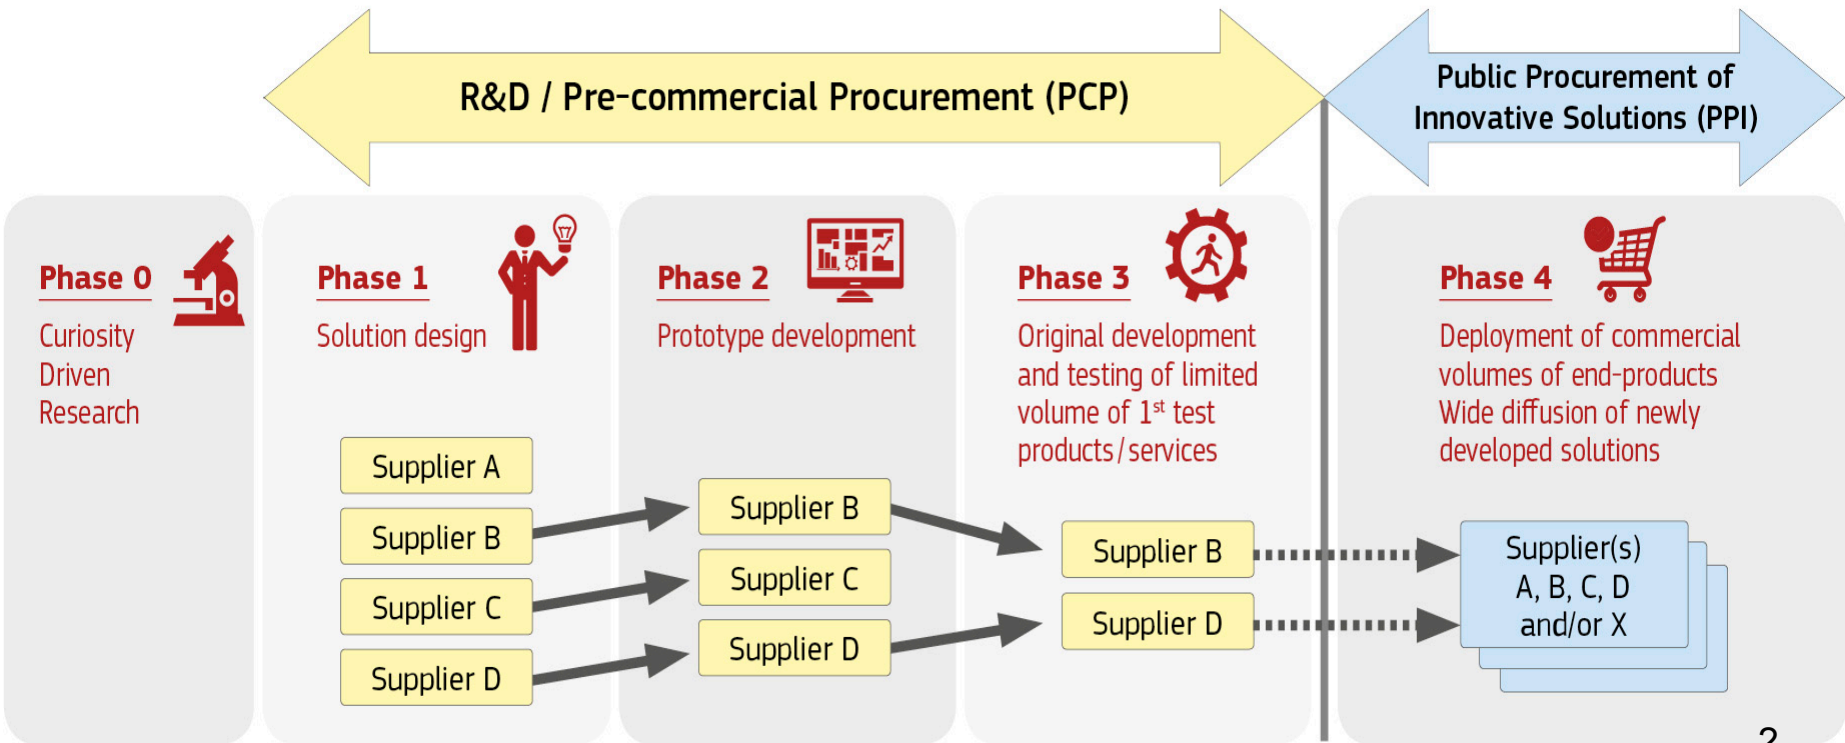 R&D / Pre-commercial Procurement (PCP)
Public Procurement of
Innovative Solutions (PPI)
Phase 0
Curiosity
Driven
Research
Phase 1
Solution design
Supplier A
Supplier B
Supplier C
Supplier D
Phase 2
Prototype development
Supplier B
Supplier C
Supplier D
Phase 3
Original development
and testing of limited
volume of 1st test
products/services
Supplier B
Supplier D
Phase 4
Deployment of commercial
volumes of end-products
Wide diffusion of newly
developed solutions
Supplier(s)
A, B, C, D
and/or X
2